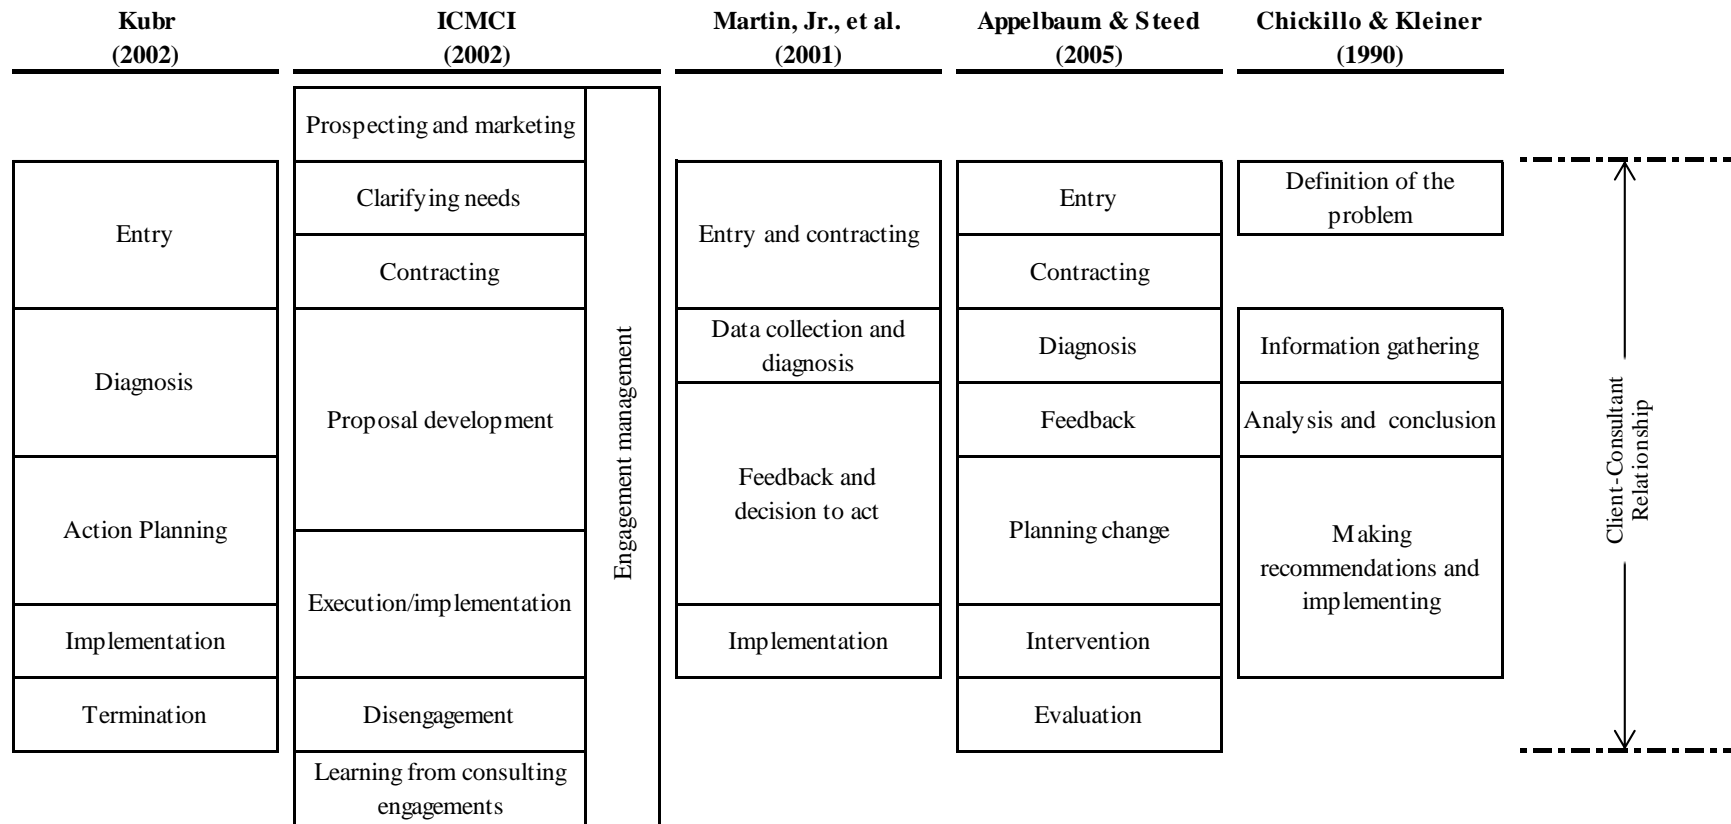 Kubr
(2002)
ICMCI
(2002)
Martin, Jr., et al.
(2001)
Appelbaum & Steed
(2005)
Chickillo & Kleiner
(1990)
Entry
Diagnosis
Action Planning
Implementation
Termination
Prospecting and marketing
Clarifying needs
Contracting
Proposal development
Execution/implementation
Disengagement
Learning from consulting
engagements
Engagement management
Entry and contracting
Data collection and
diagnosis
Feedback and
decision to act
Implementation
Entry
Contracting
Diagnosis
Feedback
Planning change
Intervention
Evaluation
Definition of the
problem
Information gathering
Analysis and conclusion
Making
recommendations and
implementing
Client-Consultant
Relationship